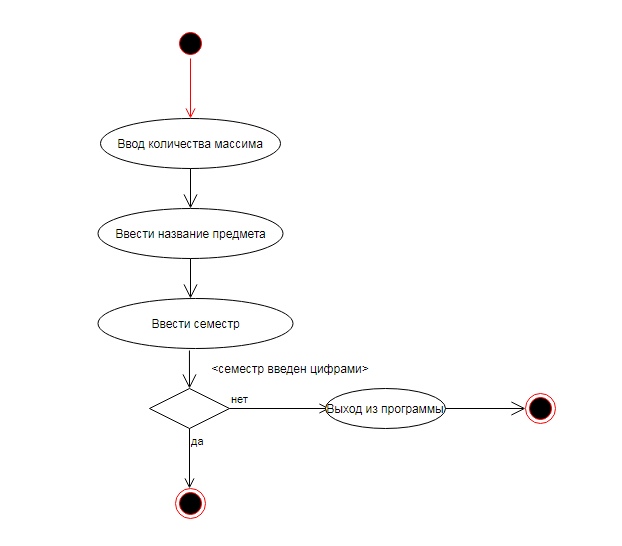 Ввод количества массима
Ввести название предмета
Ввести семестр
<семестр введен цифрами>
нет
Выход из программы
да